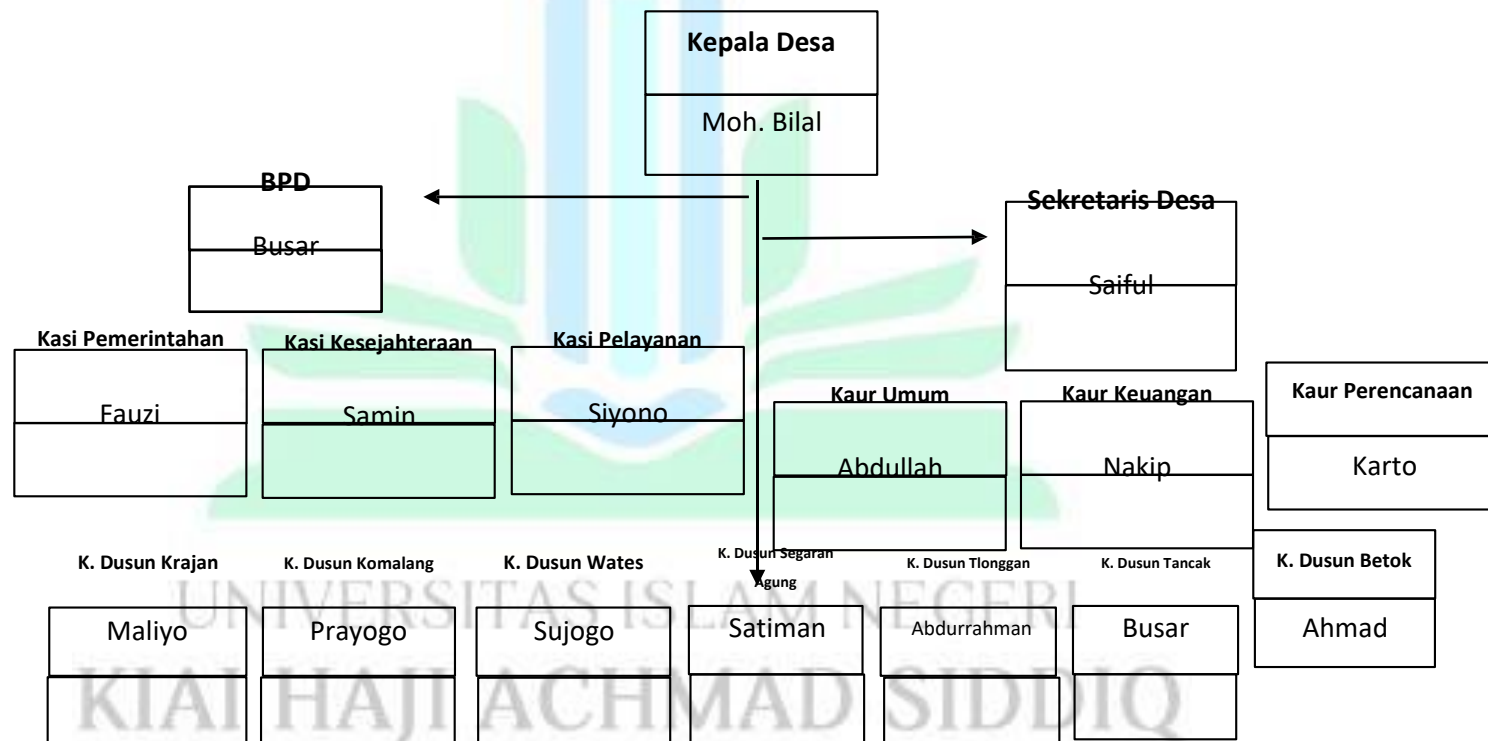 Kepala Desa
Moh. Bilal
BPD
Busar
Sekretaris Desa
Saiful
Kasi Pemerintahan
Fauzi
Kasi Kesejahteraan
Samin
Kasi Pelayanan
Siyono
Kaur Umum
Abdullah
Kaur Keuangan
Nakip
Kaur Perencanaan
Karto
K. Dusun Krajan
Maliyo
K. Dusun Komalang
Prayogo
K. Dusun Wates
Sujogo
K. Dusun Segaran
Agung
Satiman
K. Dusun Tlonggan
Abdurrahman
K. Dusun Tancak
Busar
K. Dusun Betok
Ahmad
UNIVERSITAS ISLAM NEGERI
KIAI HAJI ACHMAD SIDDIQ